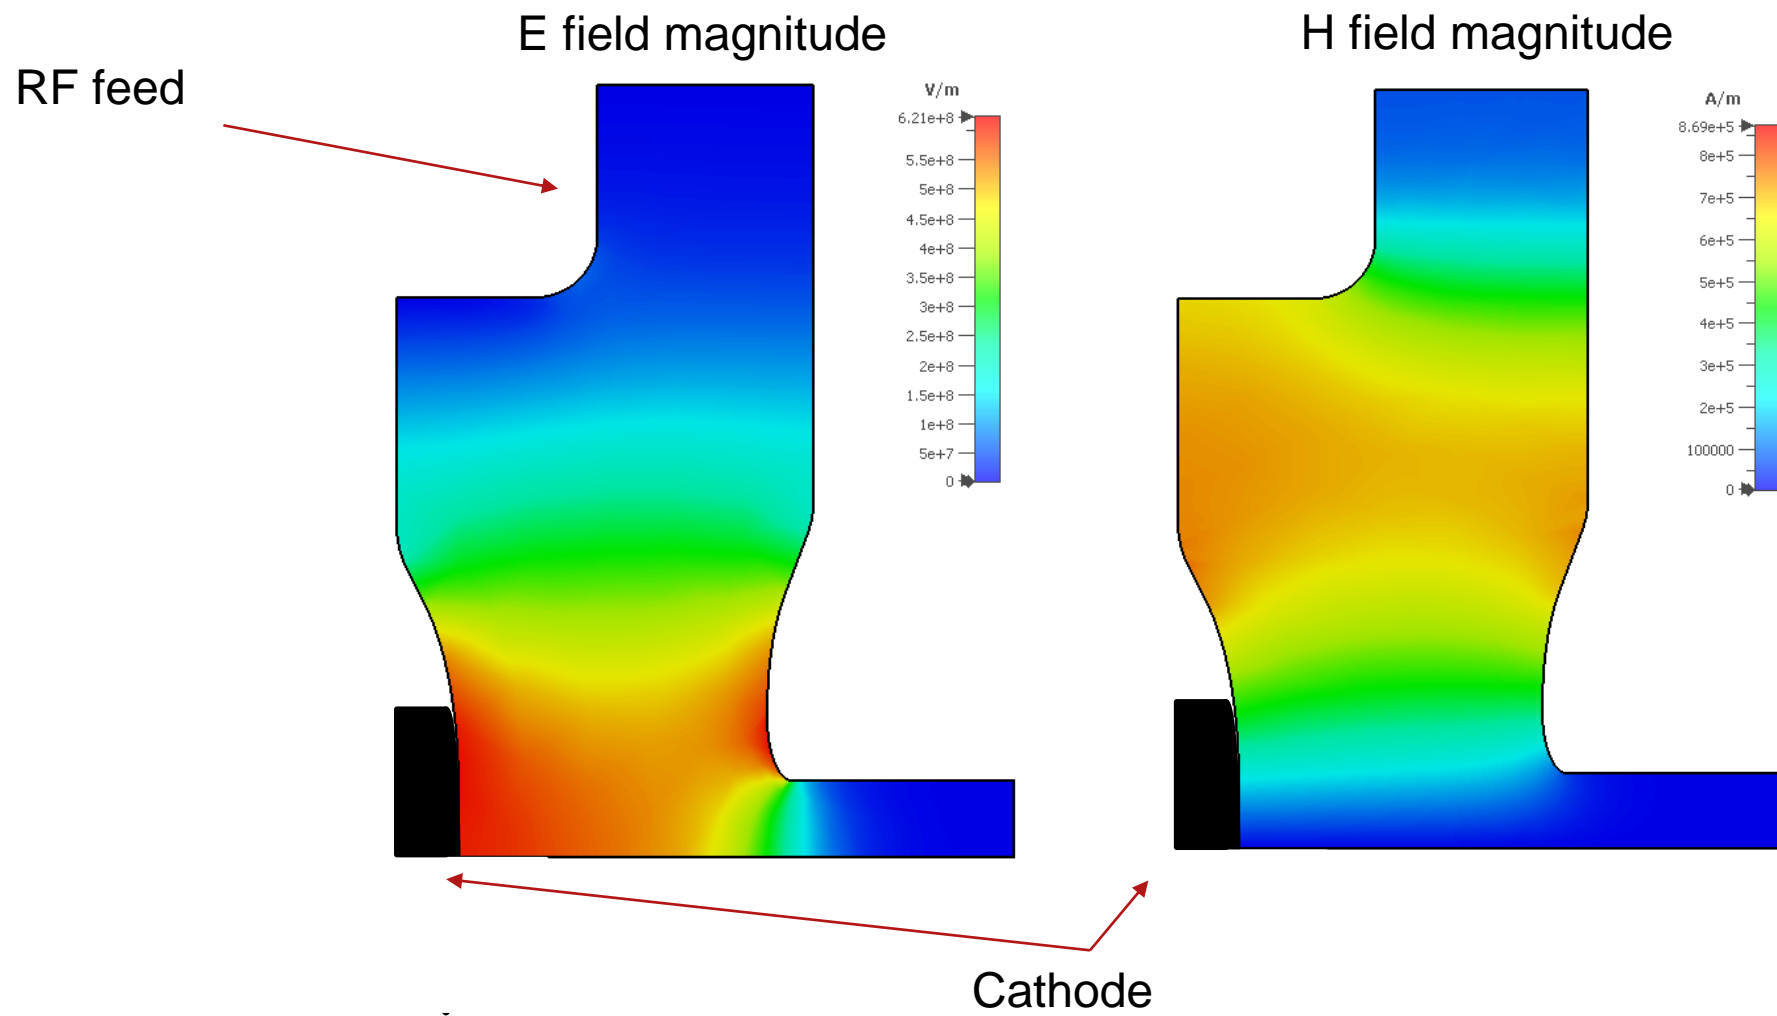 E field magnitude
H field magnitude
RF feed
V/m
6.21e+8
5.5e+8
5e+8
4.5e+8
4e+8
3.5e+8
3e+8
2.5e+8
2e+8
1.5e+8
1e+8
5e+7
0
A/m
8.69e+5
8e+5
7e+5
6e+5
5e+5
4e+5
3e+5
2e+5
100000
0
Cathode